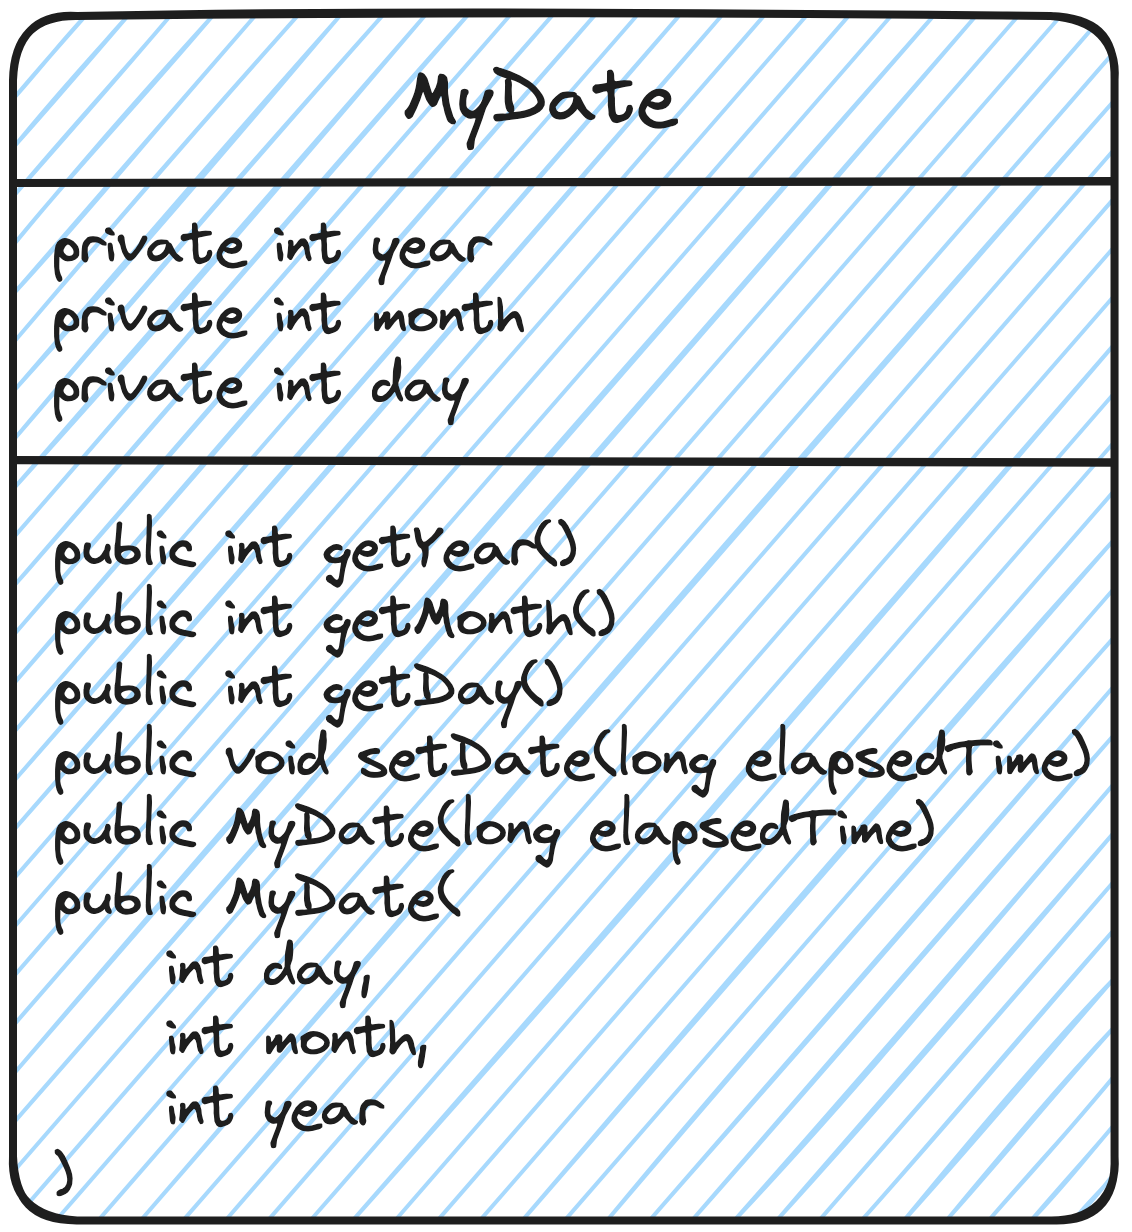 MyDate
private int year
private int month
private int day
public int getYear()
public int getMonth()
public int getDay()
public void setDate(long elapsedTime)
public MyDate(long elapsedTime)
public MyDate(
int day,
int month,
int year
)